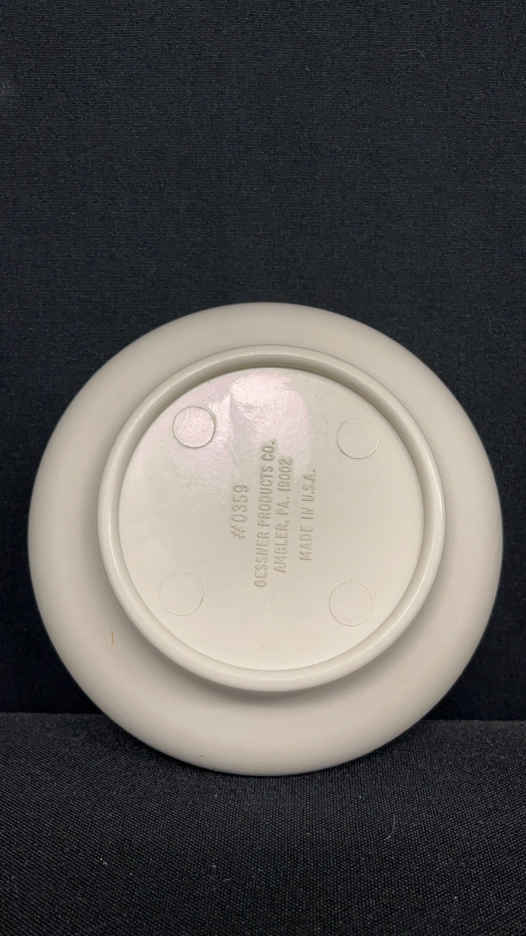 #0359
GESSNER PRODUCTS CO.
AMBLER, PA. 19002
MADE IN U.S.A.